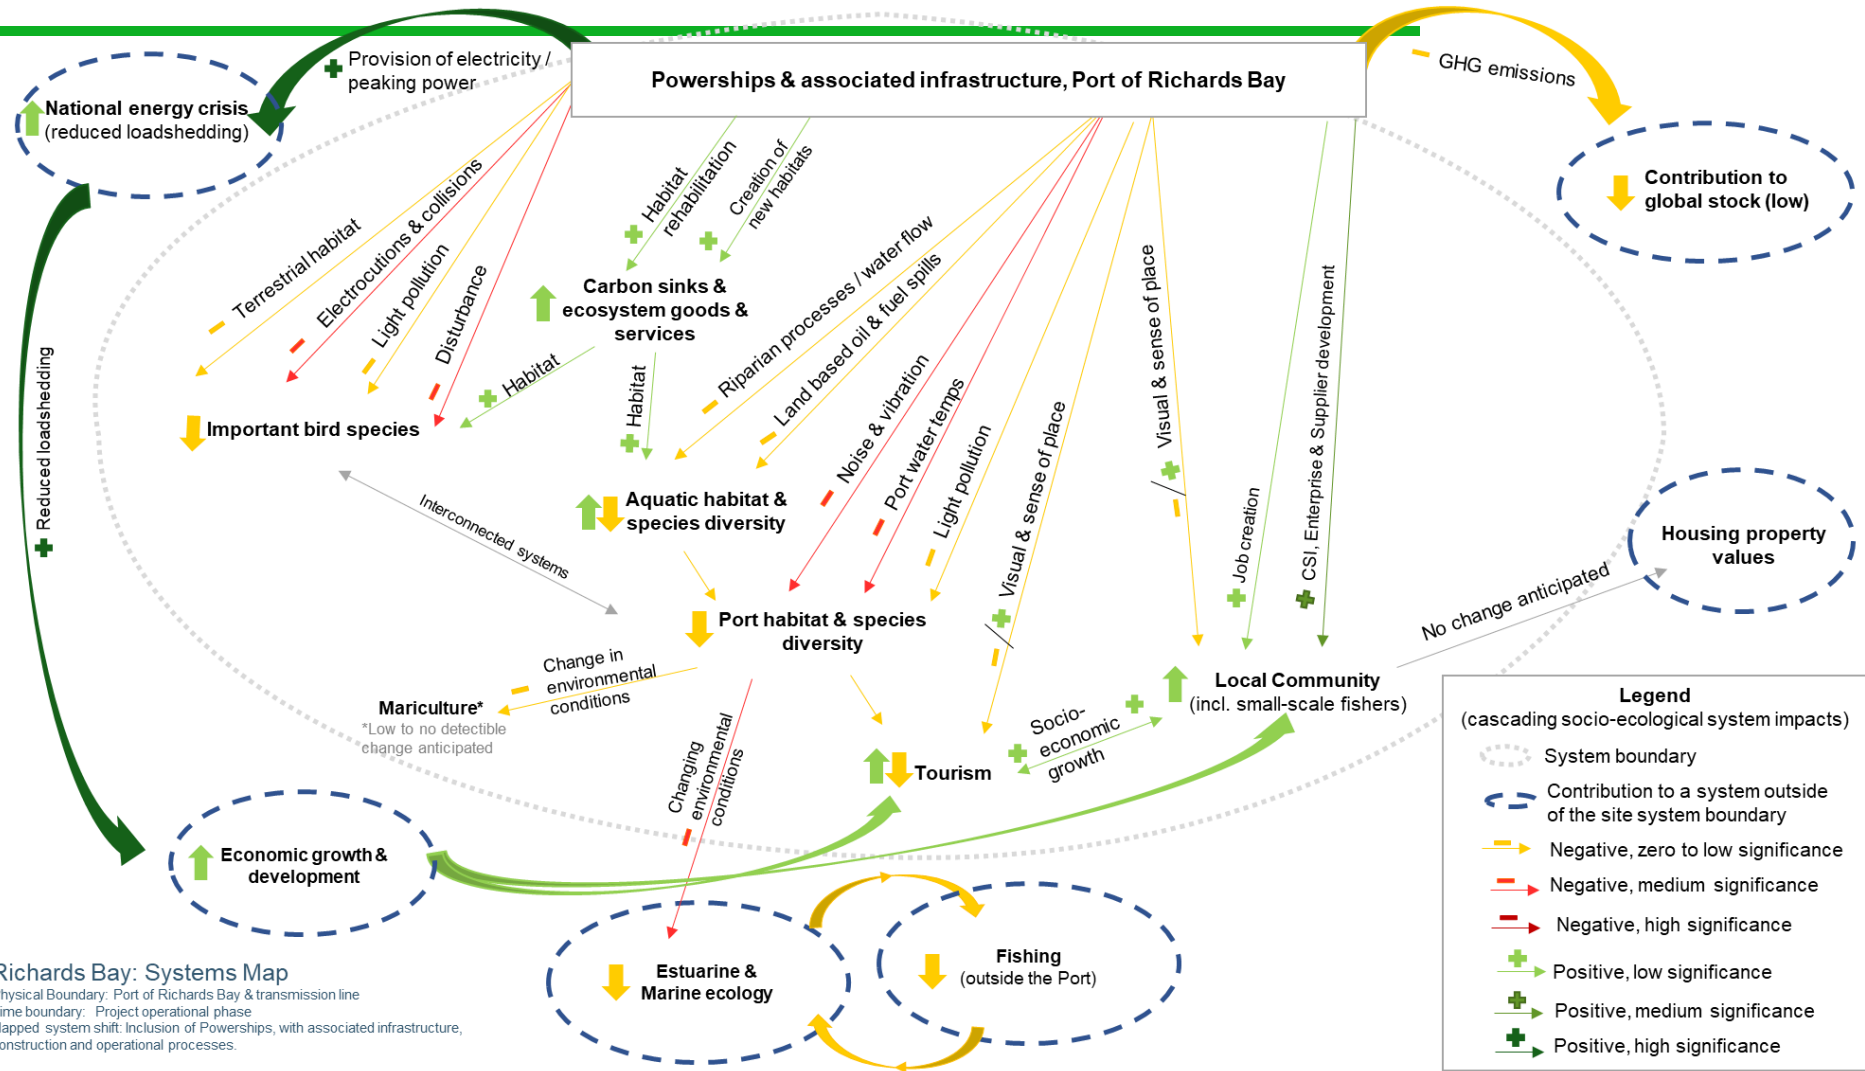 Powerships & associated infrastructure, Port of Richards Bay
Provision of electricity /
peaking power
GHG emissions
National energy crisis
(reduced loadshedding)
Contribution to
global stock (low)
Terrestrial habitat
Electrocutions & collisions
Light pollution
Disturbance
Habitat
rehabilitation
Creation of
new habitats
Carbon sinks &
ecosystem goods &
services
Habitat
Habitat
Riparian processes / water flow
Land based oil & fuel spills
Noise & vibration
Port water temps
Light pollution
Visual & sense of place
Visual & sense of place
Job creation
CSI, Enterprise & Supplier development
Reduced loadshedding
Important bird species
Interconnected systems
Aquatic habitat &
species diversity
Housing property
values
No change anticipated
Port habitat & species
diversity
Change in
environmental
conditions
Mariculture*
*Low to no detectible
change anticipated
Changing
environmental
conditions
Local Community
(incl. small-scale fishers)
Socio-
economic
growth
Tourism
Economic growth &
development
Estuarine &
Marine ecology
Fishing
(outside the Port)
Richards Bay: Systems Map
Physical Boundary: Port of Richards Bay & transmission line
Time boundary: Project operational phase
Mapped system shift: Inclusion of Powerships, with associated infrastructure,
construction and operational processes.
Legend
(cascading socio-ecological system impacts)
System boundary
Contribution to a system outside
of the site system boundary
Negative, zero to low significance
Negative, medium significance
Negative, high significance
Positive, low significance
Positive, medium significance
Positive, high significance